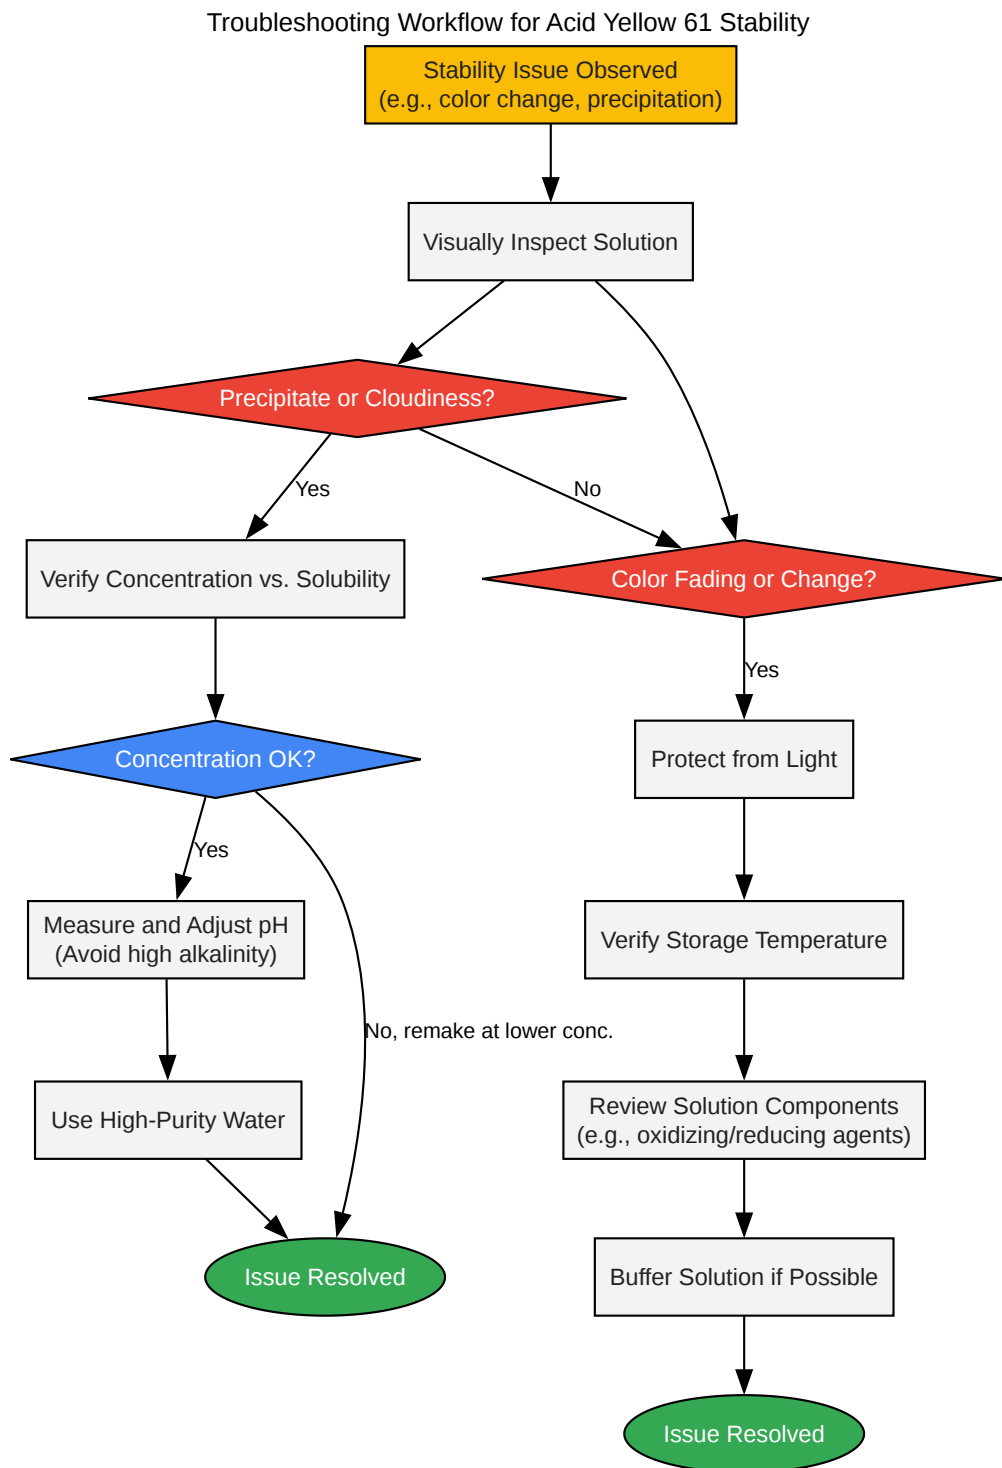 Troubleshooting Workflow for Acid Yellow 61 Stability
Stability Issue Observed
(e.g., color change, precipitation)
Visually Inspect Solution
Precipitate or Cloudiness?
Yes
No
Verify Concentration vs. Solubility
Color Fading or Change?
Yes
Concentration OK?
Protect from Light
Yes
Measure and Adjust pH
(Avoid high alkalinity)
Verify Storage Temperature
No, remake at lower conc.
Use High-Purity Water
Review Solution Components
(e.g., oxidizing/reducing agents)
Issue Resolved
Buffer Solution if Possible
Issue Resolved